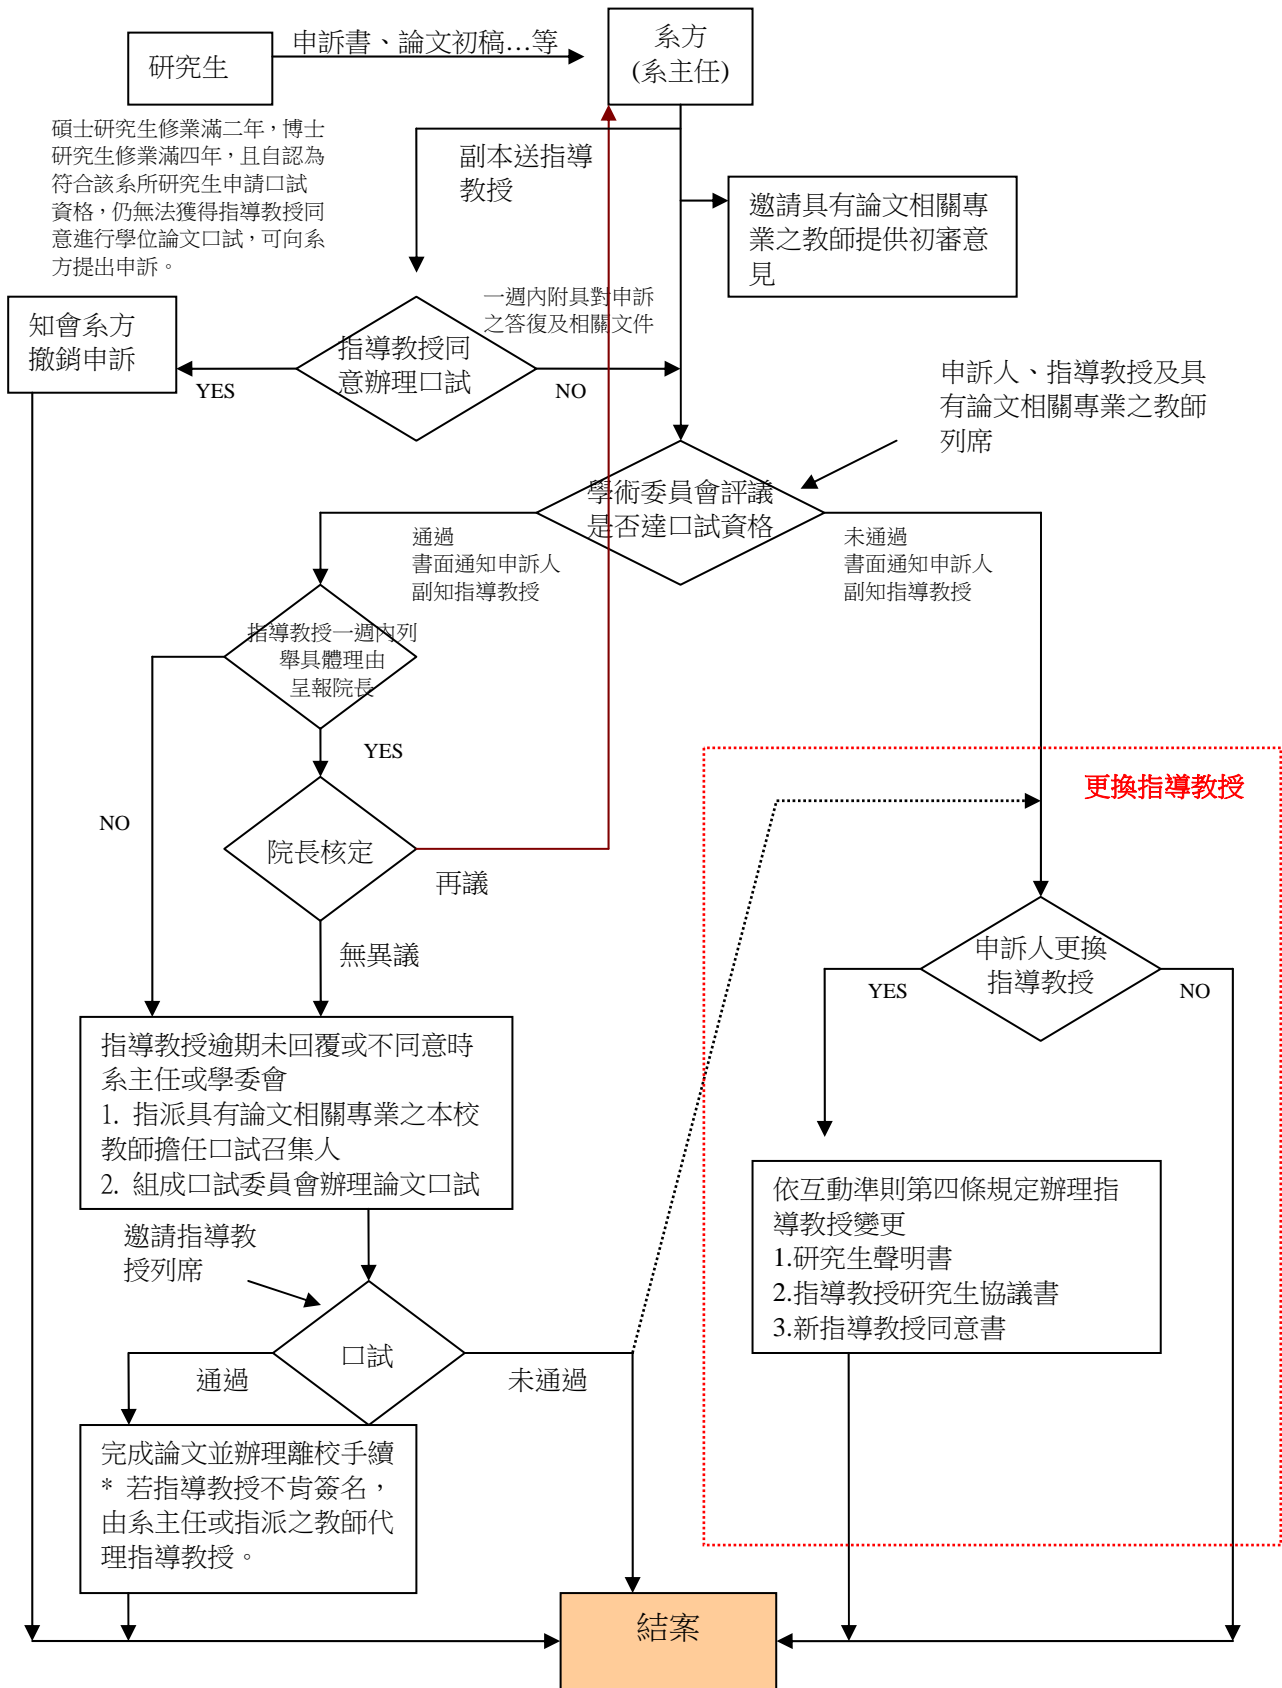 研究生
申訴書、論文初稿…等
系方
(系主任)
碩士研究生修業滿二年，博士
研究生修業滿四年，且自認為
符合該系所研究生申請口試
資格，仍無法獲得指導教授同
意進行學位論文口試，可向系
方提出申訴。
副本送指導
教授
邀請具有論文相關專
業之教師提供初審意
見
知會系方
撤銷申訴
一週內附具對申訴
之答復及相關文件
指導教授同
意辦理口試
YES
NO
申訴人、指導教授及具
有論文相關專業之教師
列席
學術委員會評議
是否達口試資格
通過
書面通知申訴人
副知指導教授
未通過
書面通知申訴人
副知指導教授
指導教授一週內列
舉具體理由
呈報院長
YES
NO
更換指導教授
院長核定
再議
無異議
申訴人更換
指導教授
YES
NO
指導教授逾期未回覆或不同意時
系主任或學委會
1. 指派具有論文相關專業之本校
教師擔任口試召集人
2. 組成口試委員會辦理論文口試
依互動準則第四條規定辦理指
導教授變更
1.研究生聲明書
2.指導教授研究生協議書
3.新指導教授同意書
邀請指導教
授列席
口試
通過
未通過
完成論文並辦理離校手續
* 若指導教授不肯簽名，
由系主任或指派之教師代
理指導教授。
結案